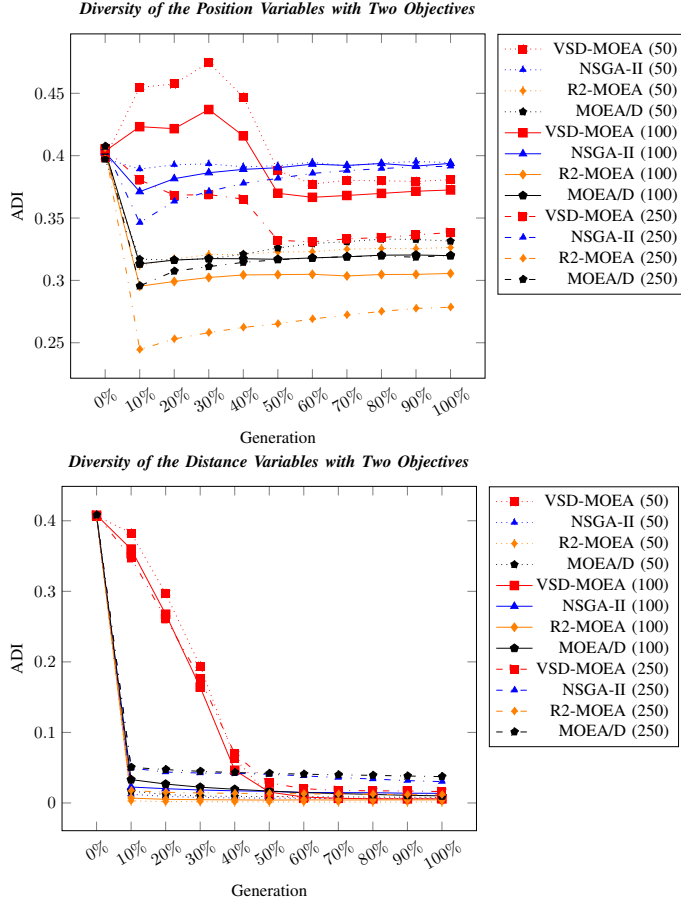 Diversity of the Position Variables with Two Objectives
0.45
0.4
0.35
0.3
0.25
ADI
0%
10%
20%
30%
40%
50%
60%
70%
80%
90%
100%
Generation
VSD-MOEA (50)
NSGA-II (50)
R2-MOEA (50)
MOEA/D (50)
VSD-MOEA (100)
NSGA-II (100)
R2-MOEA (100)
MOEA/D (100)
VSD-MOEA (250)
NSGA-II (250)
R2-MOEA (250)
MOEA/D (250)
Diversity of the Distance Variables with Two Objectives
0.4
0.3
0.2
0.1
0
ADI
0%
10%
20%
30%
40%
50%
60%
70%
80%
90%
100%
Generation
VSD-MOEA (50)
NSGA-II (50)
R2-MOEA (50)
MOEA/D (50)
VSD-MOEA (100)
NSGA-II (100)
R2-MOEA (100)
MOEA/D (100)
VSD-MOEA (250)
NSGA-II (250)
R2-MOEA (250)
MOEA/D (250)